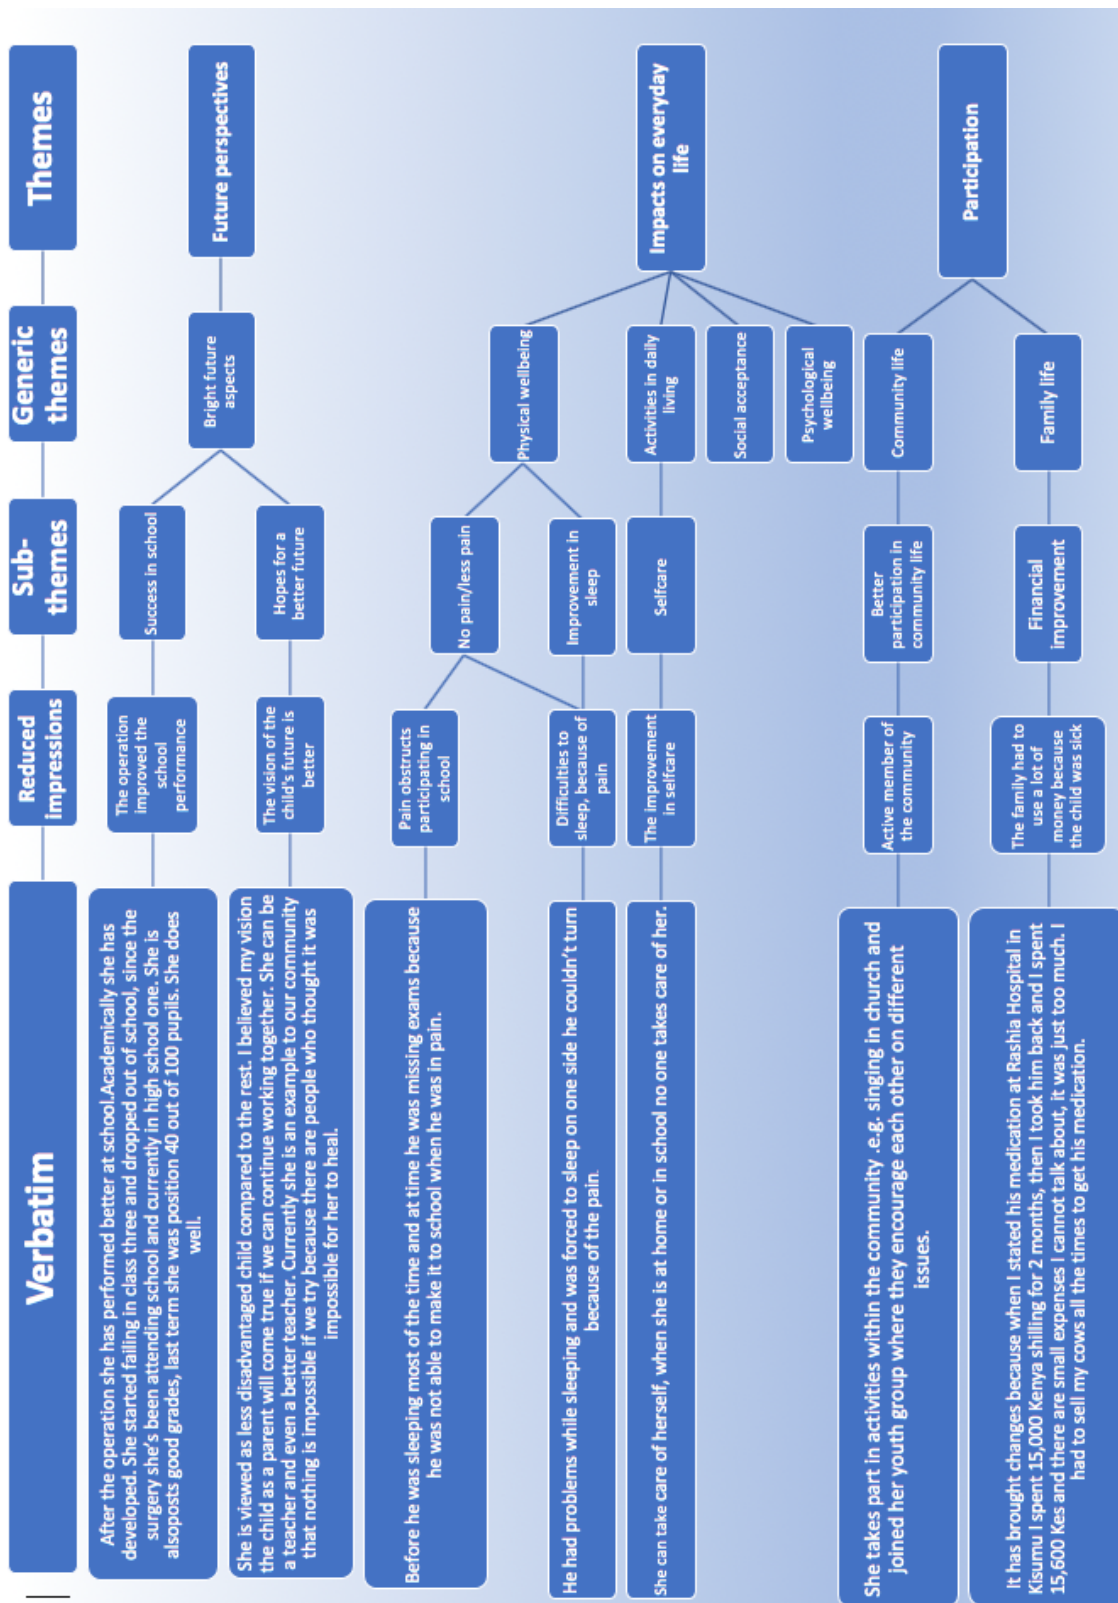 Verbatim
Reduced
impressions
Sub-
themes
Generic
themes
Themes
After the operation she has performed better at school.Academically she has
developed. She started failing in class three and dropped out of school, since the
surgery she's been attending school and currently in high school one. She is
alsoposts good grades, last term she was position 40 out of 100 pupils. She does
well.
The operation
improved the
school
performance
Success in school
Bright future
aspects
Future perspectives
She is viewed as less disadvantaged child compared to the rest. I believed my vision
the child as a parent will come true if we can continue working together. She can be
a teacher and even a better teacher. Currently she is an example to our community
that nothing is impossible if we try because there are people who thought it was
impossible for her to heal.
The vision of the
child's future is
better
Hopes for a
better future
Before he was sleeping most of the time and at time he was missing exams because
he was not able to make it to school when he was in pain.
Pain obstructs
participating in
school
No pain/less pain
Physical wellbeing
Impacts on everyday
life
He had problems while sleeping and was forced to sleep on one side he couldn't turn
because of the pain.
Difficulties to
sleep, because of
pain
Improvement in
sleep
She can take care of herself, when she is at home or in school no one takes care of her.
The improvement
in selfcare
Selfcare
Activities in daily
living
Social acceptance
Psychological
wellbeing
She takes part in activities within the community .e.g. singing in church and
joined her youth group where they encourage each other on different
issues.
Active member of
the community
Better
participation in
community life
Community life
Participation
It has brought changes because when I stated his medication at Rashia Hospital in
Kisumu I spent 15,000 Kenya shilling for 2 months, then I took him back and I spent
15,600 Kes and there are small expenses I cannot talk about, it was just too much. I
had to sell my cows all the times to get his medication.
The family had to
use a lot of
money because
the child was sick
Financial
improvement
Family life